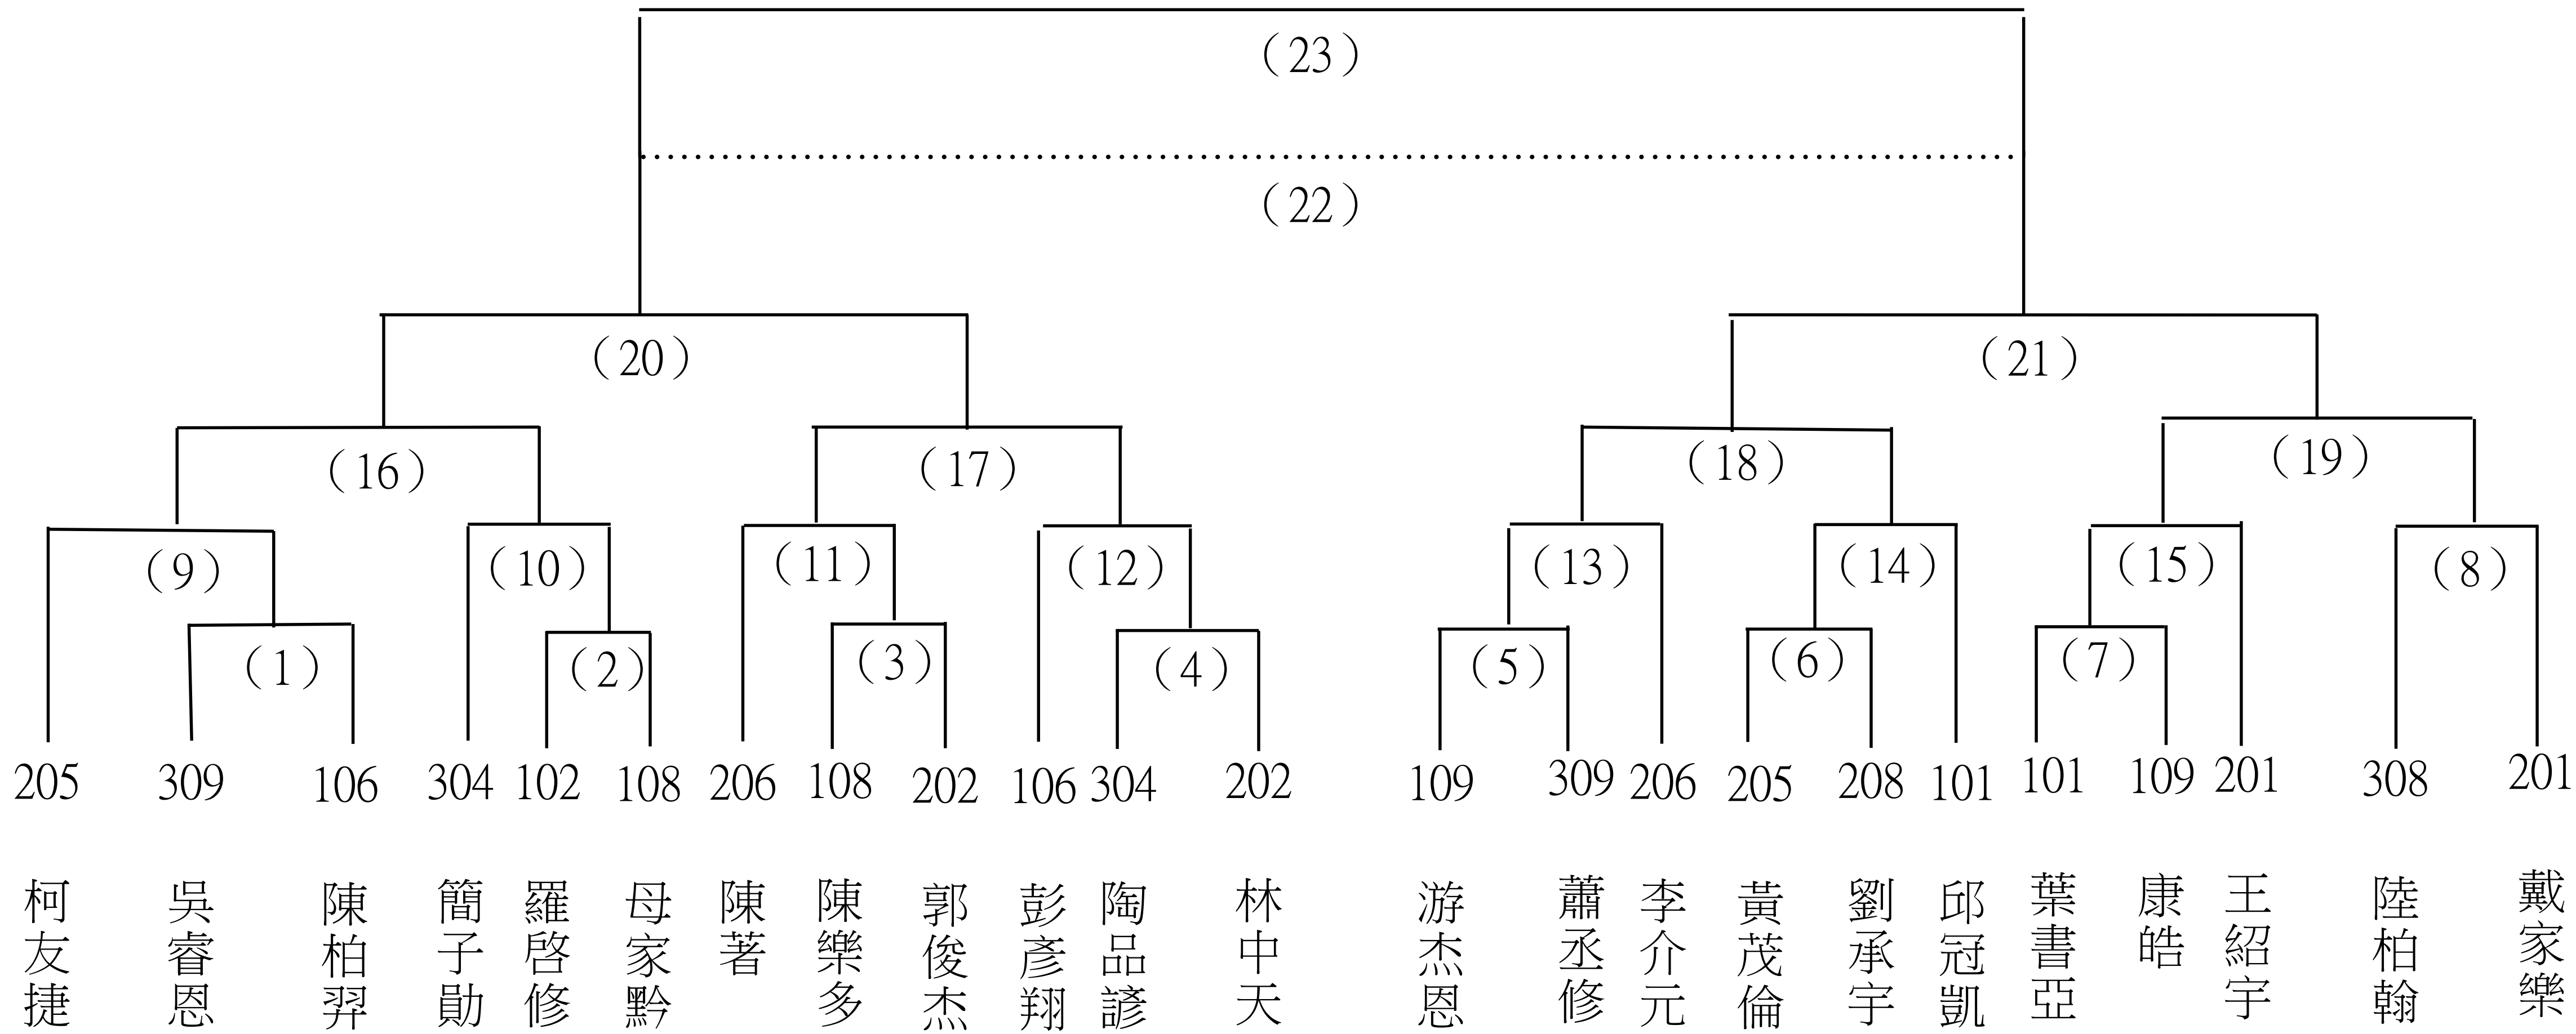 （23）
（22）
（20） （21）
（16） （17） （18） （19）
（9） （10） （11） （12） （13） （14） （15） （8）
（1） （2） （3） （4） （5） （6） （7）
205 309 106 304 102 108 206 108 202 106 304 202 109 309 206 205 208 101 101 109 201 308 201
柯友捷
吳睿恩
陳柏羿
簡子勛
羅啓修
母家黔
陳著
陳樂多
郭俊杰
彭彥翔
陶品諺
林中天
游杰恩
蕭丞修
李介元
黃茂倫
劉承宇
邱冠凱
葉書亞
康皓
王紹宇
陸柏翰
戴家樂